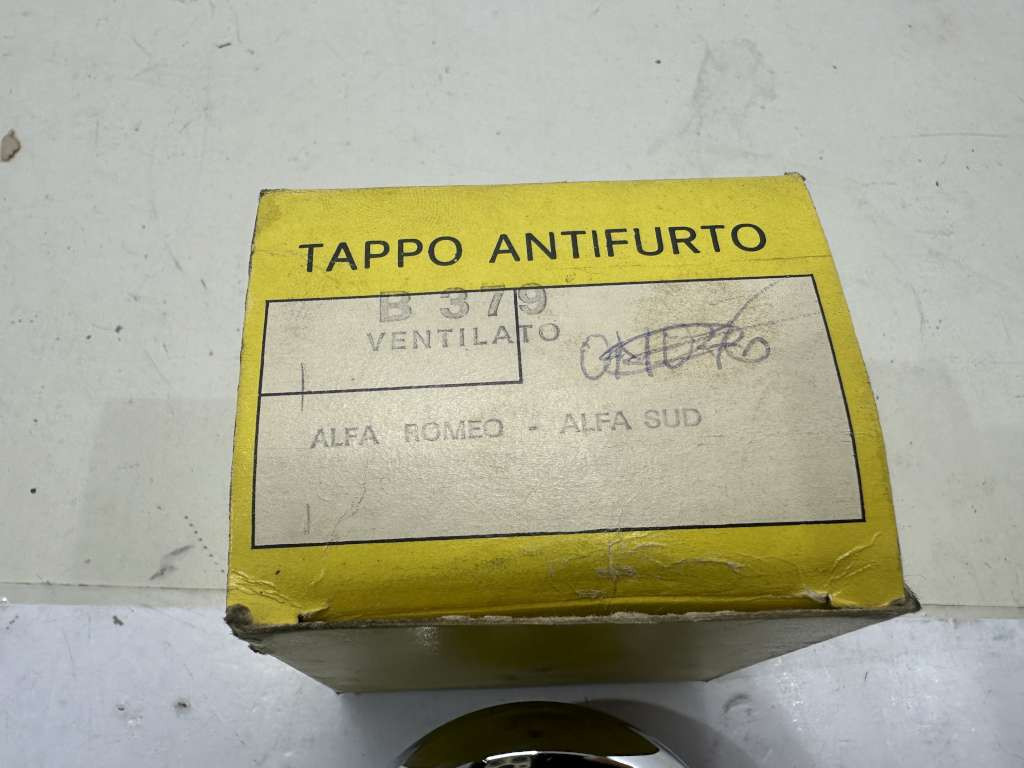 TAPPO ANTIFURTO
B 379
VENTILATO
ALFA ROMEO - ALFA SUD